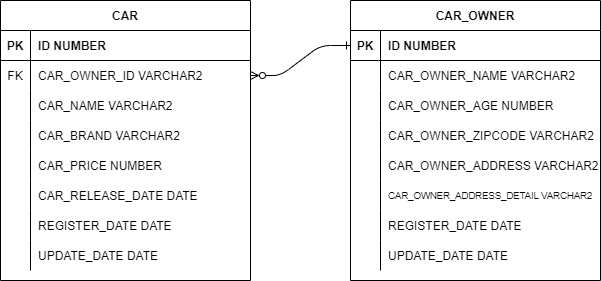 CAR
PK ID NUMBER
FK CAR_OWNER_ID VARCHAR2
CAR_NAME VARCHAR2
CAR_BRAND VARCHAR2
CAR_PRICE NUMBER
CAR_RELEASE_DATE DATE
REGISTER_DATE DATE
UPDATE_DATE DATE
CAR_OWNER
PK ID NUMBER
CAR_OWNER_NAME VARCHAR2
CAR_OWNER_AGE NUMBER
CAR_OWNER_ZIPCODE VARCHAR2
CAR_OWNER_ADDRESS VARCHAR2
CAR_OWNER_ADDRESS_DETAIL VARCHAR2
REGISTER_DATE DATE
UPDATE_DATE DATE